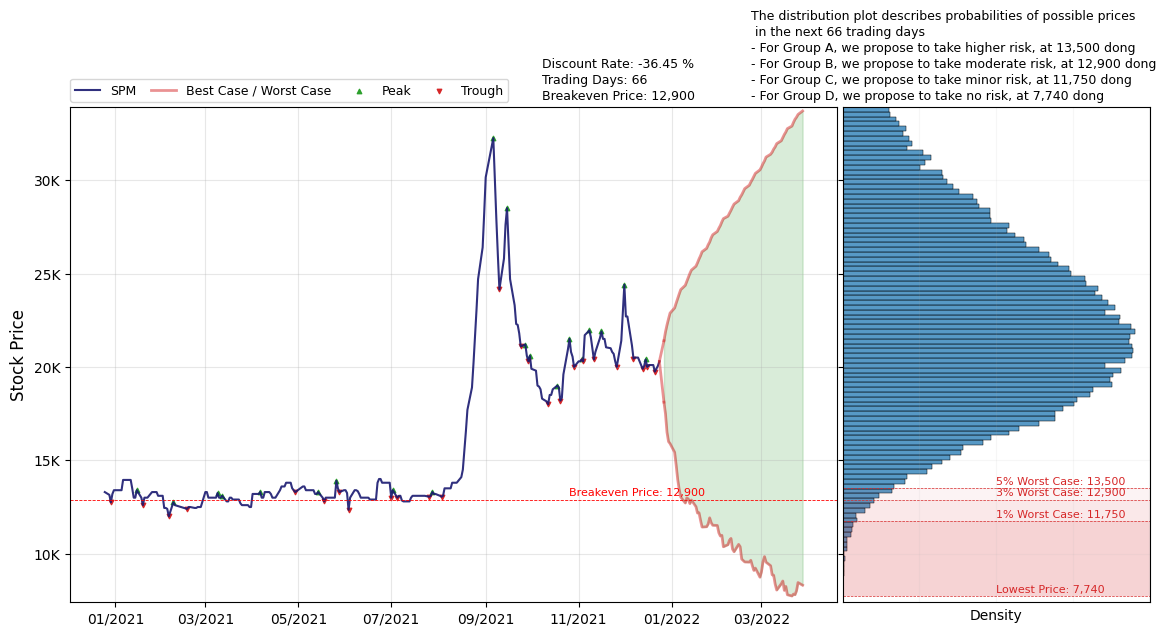 The distribution plot describes probabilities of possible prices
in the next 66 trading days
- For Group A, we propose to take higher risk, at 13,500 dong
- For Group B, we propose to take moderate risk, at 12,900 dong
- For Group C, we propose to take minor risk, at 11,750 dong
- For Group D, we propose to take no risk, at 7,740 dong
Discount Rate: -36.45 %
Trading Days: 66
Breakeven Price: 12,900
SPM
Best Case / Worst Case
Peak
Trough
Stock Price
30K
25K
20K
15K
10K
Breakeven Price: 12,900
5% Worst Case: 13,500
3% Worst Case: 12,900
1% Worst Case: 11,750
Lowest Price: 7,740
01/2021
03/2021
05/2021
07/2021
09/2021
11/2021
01/2022
03/2022
Density